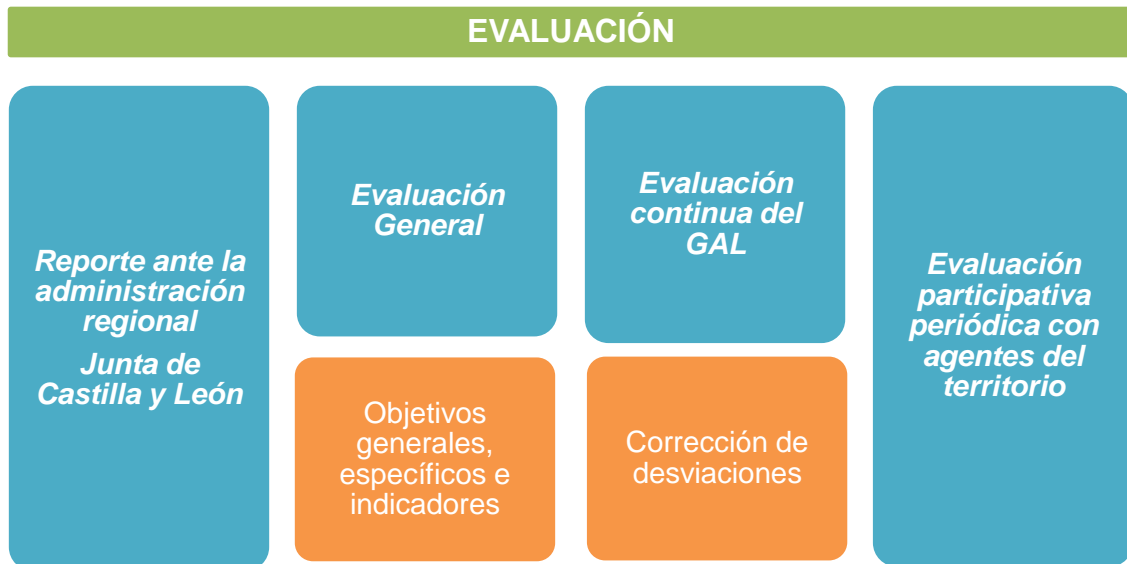 EVALUACIÓN
Reporte ante la
administración
regional
Junta de
Castilla y León
Evaluación
General
Objetivos
generales,
específicos e
indicadores
Evaluación
continua del
GAL
Corrección de
desviaciones
Evaluación
participativa
periódica con
agentes del
territorio